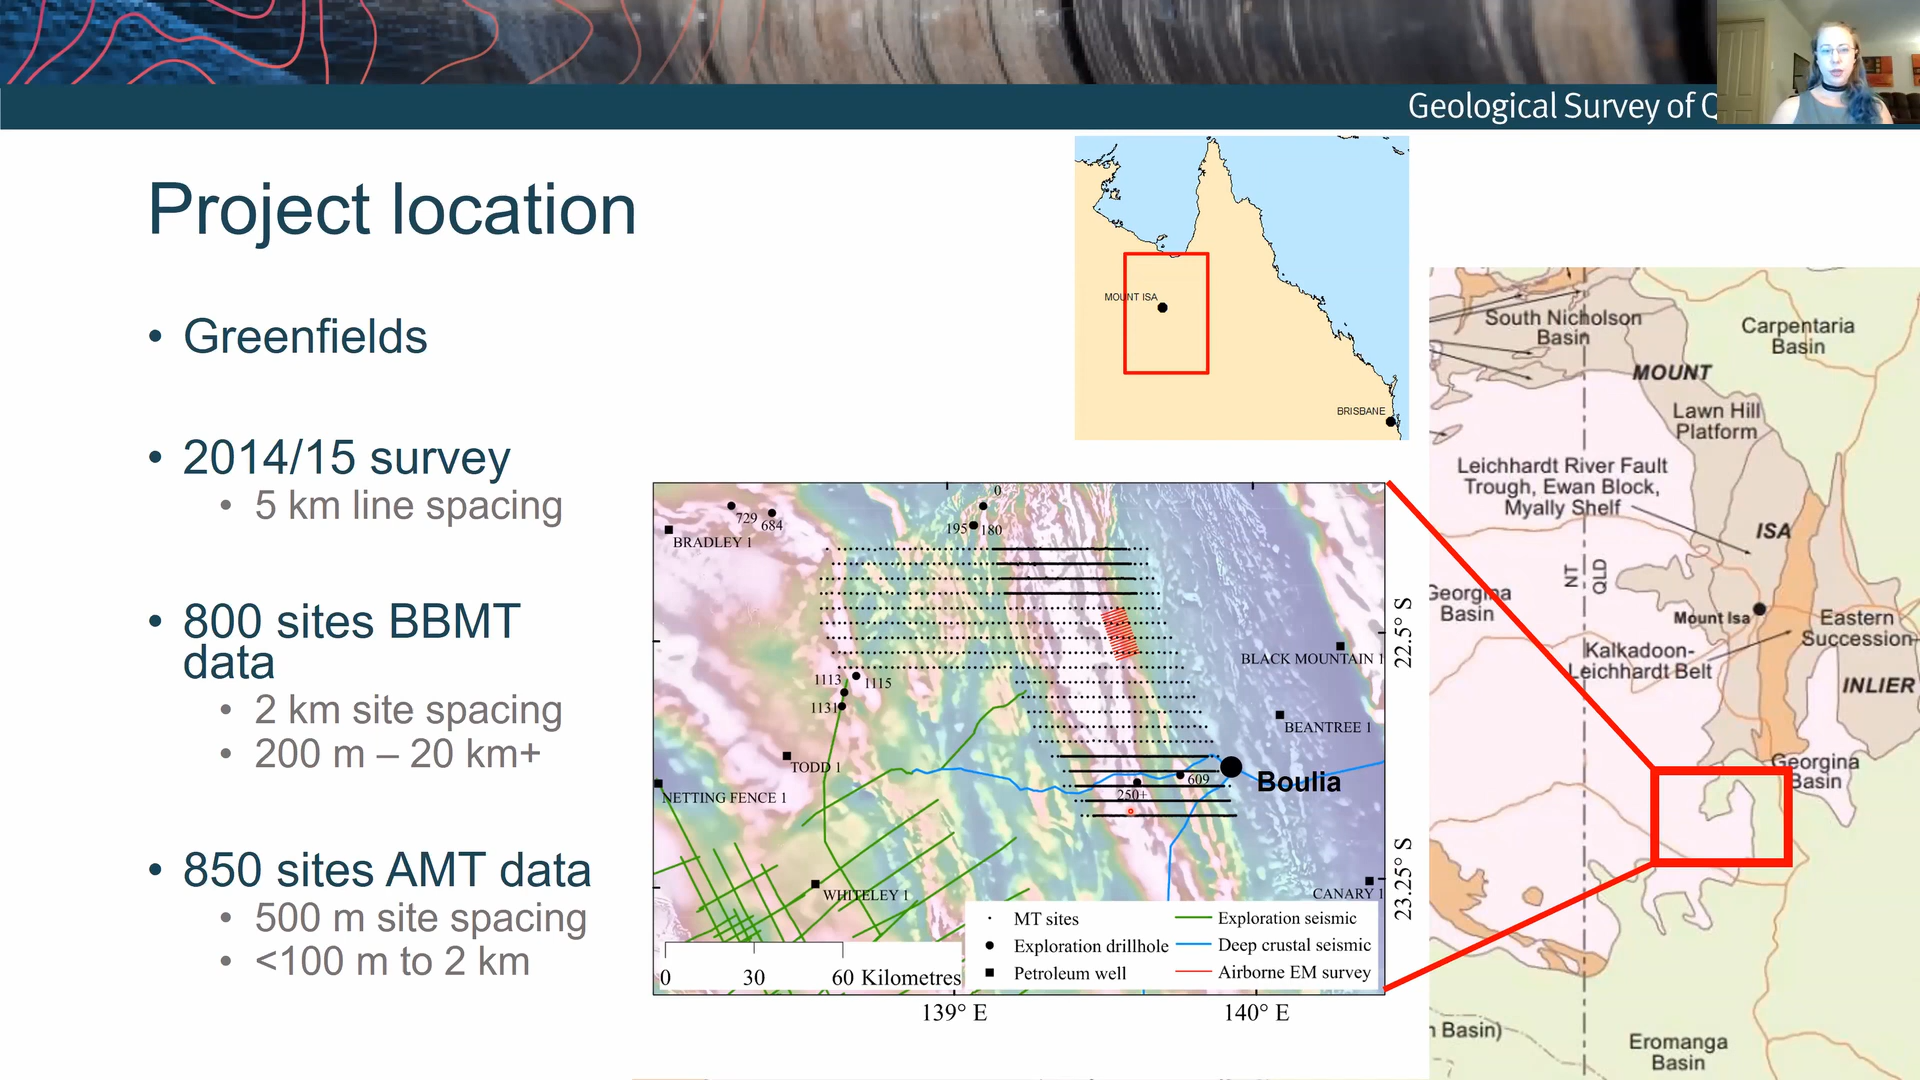 Geological Survey of Q
Project location
• Greenfields
• 2014/15 survey
• 5 km line spacing
• 800 sites BBMT
data
• 2 km site spacing
• 200 m – 20 km+
• 850 sites AMT data
• 500 m site spacing
• <100 m to 2 km
MOUNT ISA
BRISBANE
0
729
684
195
180
BRADLEY 1
BLACK MOUNTAIN 1
1113
1115
1131
BEANTREE 1
TODD 1
609
Boulia
250+
NETTING FENCE 1
WHITELEY 1
CANARY 1
MT sites
Exploration drillhole
Petroleum well
Exploration seismic
Deep crustal seismic
Airborne EM survey
0 30 60 Kilometres
139° E
140° E
22.5° S
23.25° S
South Nicholson
Basin
Carpentaria
Basin
MOUNT
Lawn Hill
Platform
Leichhardt River Fault
Trough, Ewan Block,
Myally Shelf
ISA
NT
QLD
Georgina
Basin
Mount Isa
Eastern
Succession
Kalkadoon-
Leichhardt Belt
INLIER
Georgina
Basin
n Basin)
Eromanga
Basin